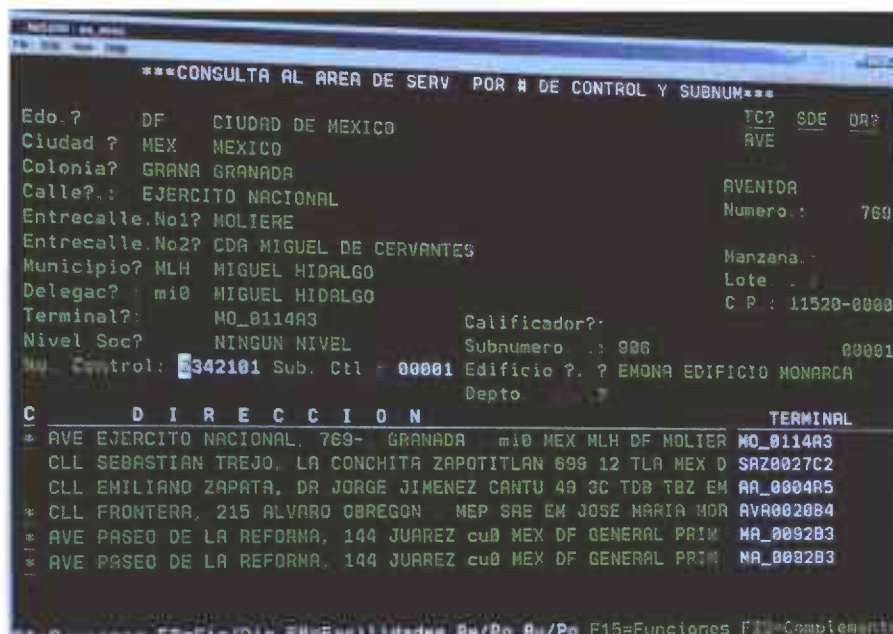 ***CONSULTA AL AREA DE SERV POR # DE CONTROL Y SUBNUM***
Edo.? DF CIUDAD DE MEXICO TC? SDE DA?
Ciudad ? MEX MEXICO AVE
Colonia? GRANA GRANADA
Calle?.: EJERCITO NACIONAL AVENIDA
Entrecalle.No1? MOLIERE Numero.: 769
Entrecalle.No2? CDA MIGUEL DE CERVANTES
Municipio? MLH MIGUEL HIDALGO Manzana.:
Delegac? mi0 MIGUEL HIDALGO Lote
Terminal?: MO_0114A3 C P : 11520-0000
Calificador?:
Nivel Soc? NINGUN NIVEL Subnumero : 906 00001
No. Control: 2342101 Sub. Ctl : 00001 Edificio ?. ? EMONA EDIFICIO MONARCA
Depto
C D I R E C C I O N TERMINAL
* AVE EJERCITO NACIONAL, 769- GRANADA mi0 MEX MLH DF MOLIER MO_0114A3
CLL SEBASTIAN TREJO, LA CONCHITA ZAPOTITLAN 699 12 TLA MEX D SAZ0027C2
CLL EMILIANO ZAPATA, DR JORGE JIMENEZ CANTU 49 3C TDB TBZ EM AA_0004R5
* CLL FRONTERA, 215 ALVARO OBREGON MEP SAE EM JOSE MARIA MOR AVA0020B4
* AVE PASEO DE LA REFORMA, 144 JUAREZ cu0 MEX DF GENERAL PRIM MA_0092B3
* AVE PASEO DE LA REFORMA, 144 JUAREZ cu0 MEX DF GENERAL PRIM MA_0092B3
F15=Funciones